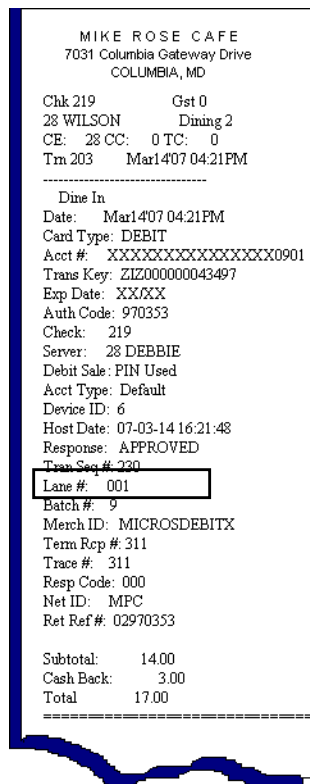 MIKE ROSE CAFE
7031 Columbia Gateway Drive
COLUMBIA, MD
Chk 219 Gst 0
28 WILSON Dining 2
CE: 28 CC: 0 TC: 0
Trn 203 Mar14'07 04:21PM
--------------------------------
Dine In
Date: Mar14'07 04:21PM
Card Type: DEBIT
Acct #: XXXXXXXXXXXXXXXX0901
Trans Key: ZIZ000000043497
Exp Date: XX/XX
Auth Code: 970353
Check: 219
Server: 28 DEBBIE
Debit Sale: PIN Used
Acct Type: Default
Device ID: 6
Host Date: 07-03-14 16:21:48
Response: APPROVED
Tran Seq #: 230
Lane #: 001
Batch #: 9
Merch ID: MICROSDEBITX
Term Rcp #: 311
Trace #: 311
Resp Code: 000
Net ID: MPC
Ret Ref #: 02970353
Subtotal: 14.00
Cash Back: 3.00
Total 17.00
================================